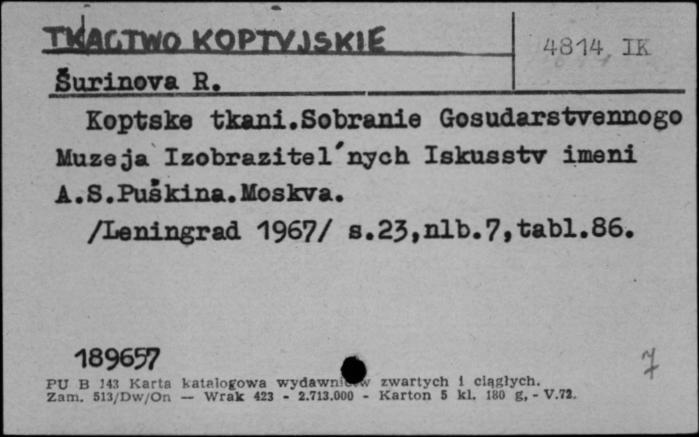 TKACTWO KOPTYJSKIE
4814 IK
Šurinova R.
Koptske tkani.Sobranie Gosudarstvennogo
Muzeja Izobrazitel´nych Iskusstv imeni
A.S.Puškina.Moskva.
/Leningrad 1967/ s.23,nlb.7,tabl.86.
189657
7
PU B 143 Karta katalogowa wydawnictw zwartych i ciągłych.
Zam. 513/Dw/On — Wrak 423 - 2.713.000 - Karton 5 kl. 180 g, - V.72.